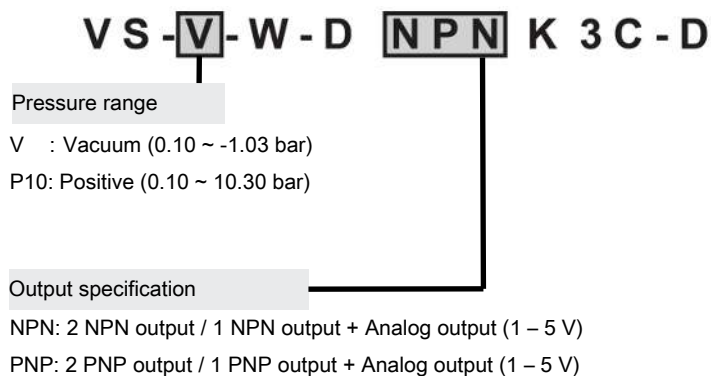 VS-V-W-D NPN K 3C-D
Pressure range
V : Vacuum (0.10 ~ -1.03 bar)
P10: Positive (0.10 ~ 10.30 bar)
Output specification
NPN: 2 NPN output / 1 NPN output + Analog output (1 – 5 V)
PNP: 2 PNP output / 1 PNP output + Analog output (1 – 5 V)